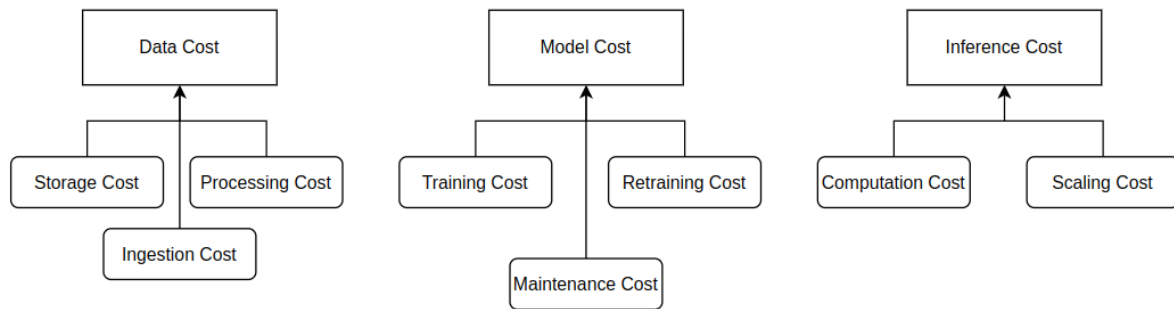 Data Cost
Model Cost
Inference Cost
Storage Cost
Processing Cost
Training Cost
Retraining Cost
Computation Cost
Scaling Cost
Ingestion Cost
Maintenance Cost